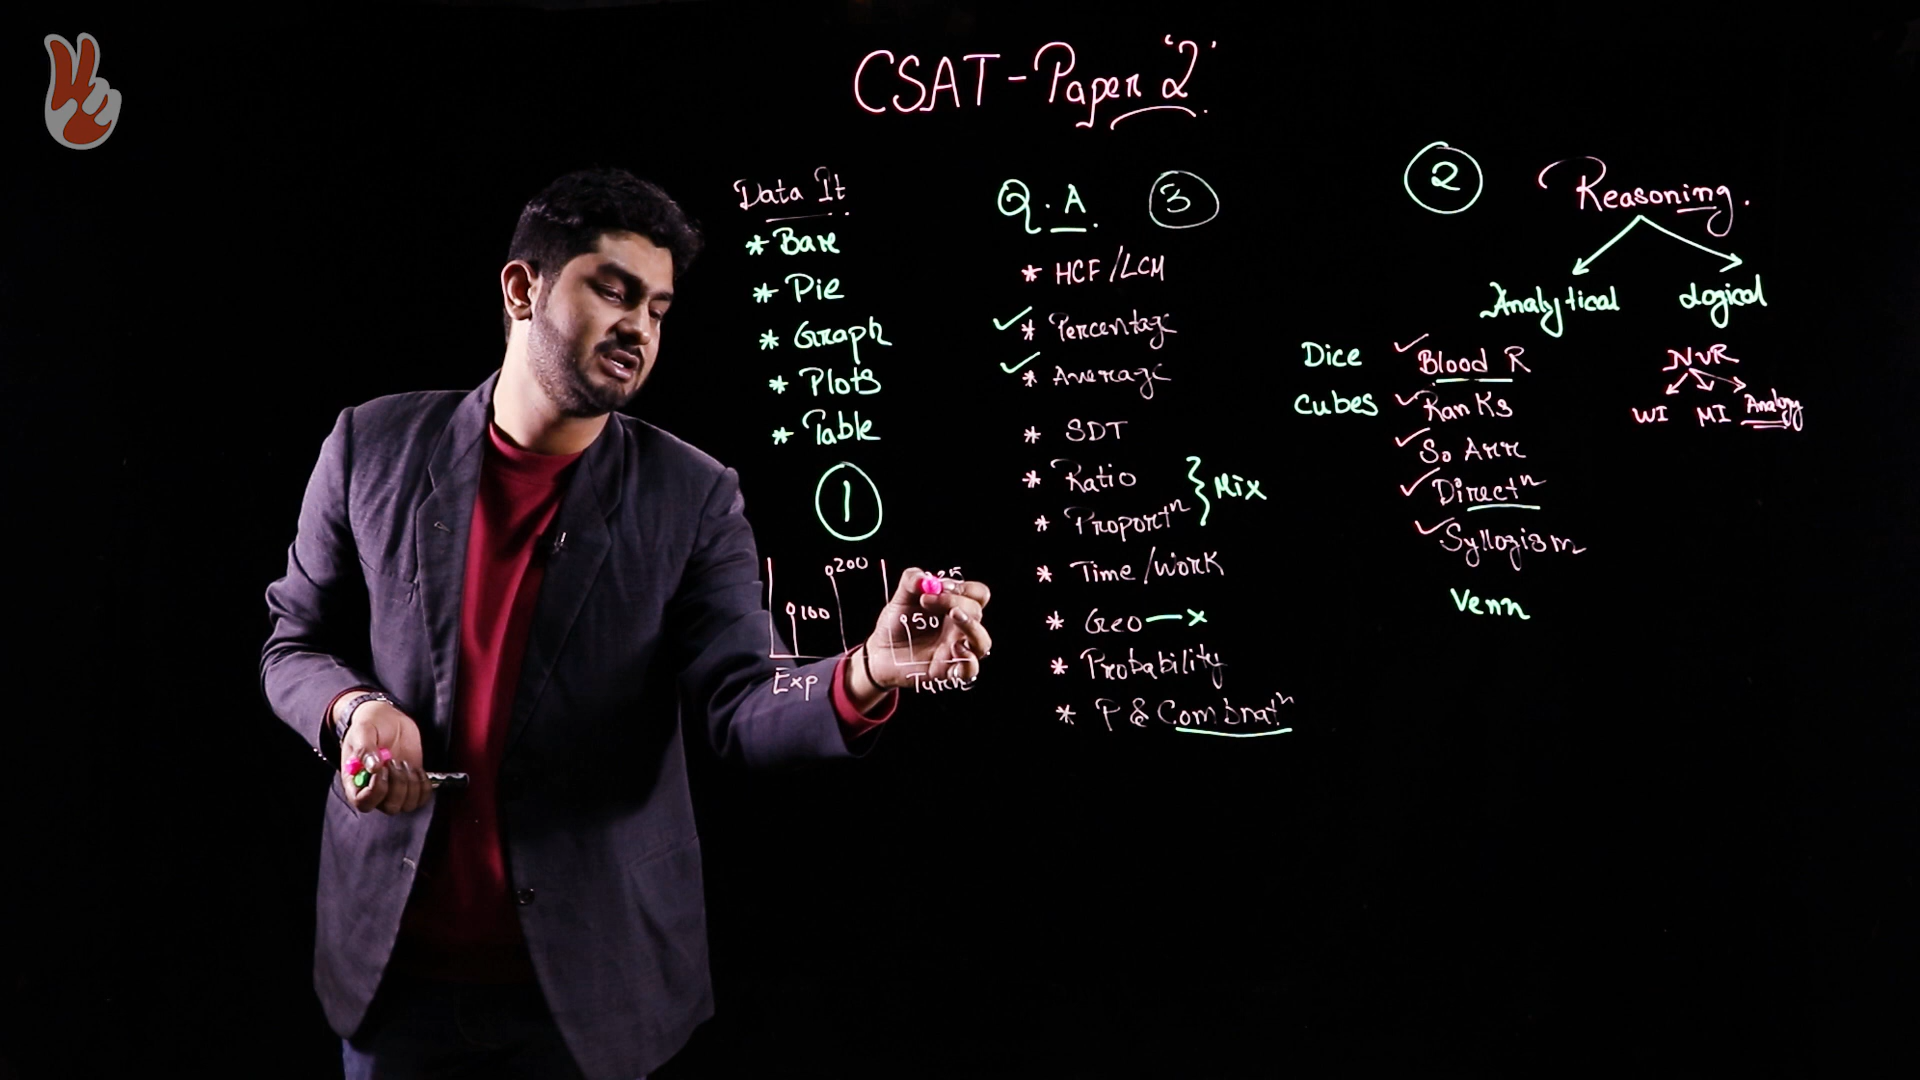 CSAT - Paper '2'.
Data It
* Bare
* Pie
* Graph
* Plots
* Table
1
200
100
Exp
50
Q.A. 3
* HCF/LCM
* Percentage
* Average
* SDT
* Ratio
* Proportn
} Mix
* Time/Work
* Geo — x
* Probability
* P & Combnatn
2 Reasoning.
Analytical Logical
Dice
Cubes
Blood R
Ranks
So Arr
Directn
Syllogism
Venn
NVR
WI MI Analogy